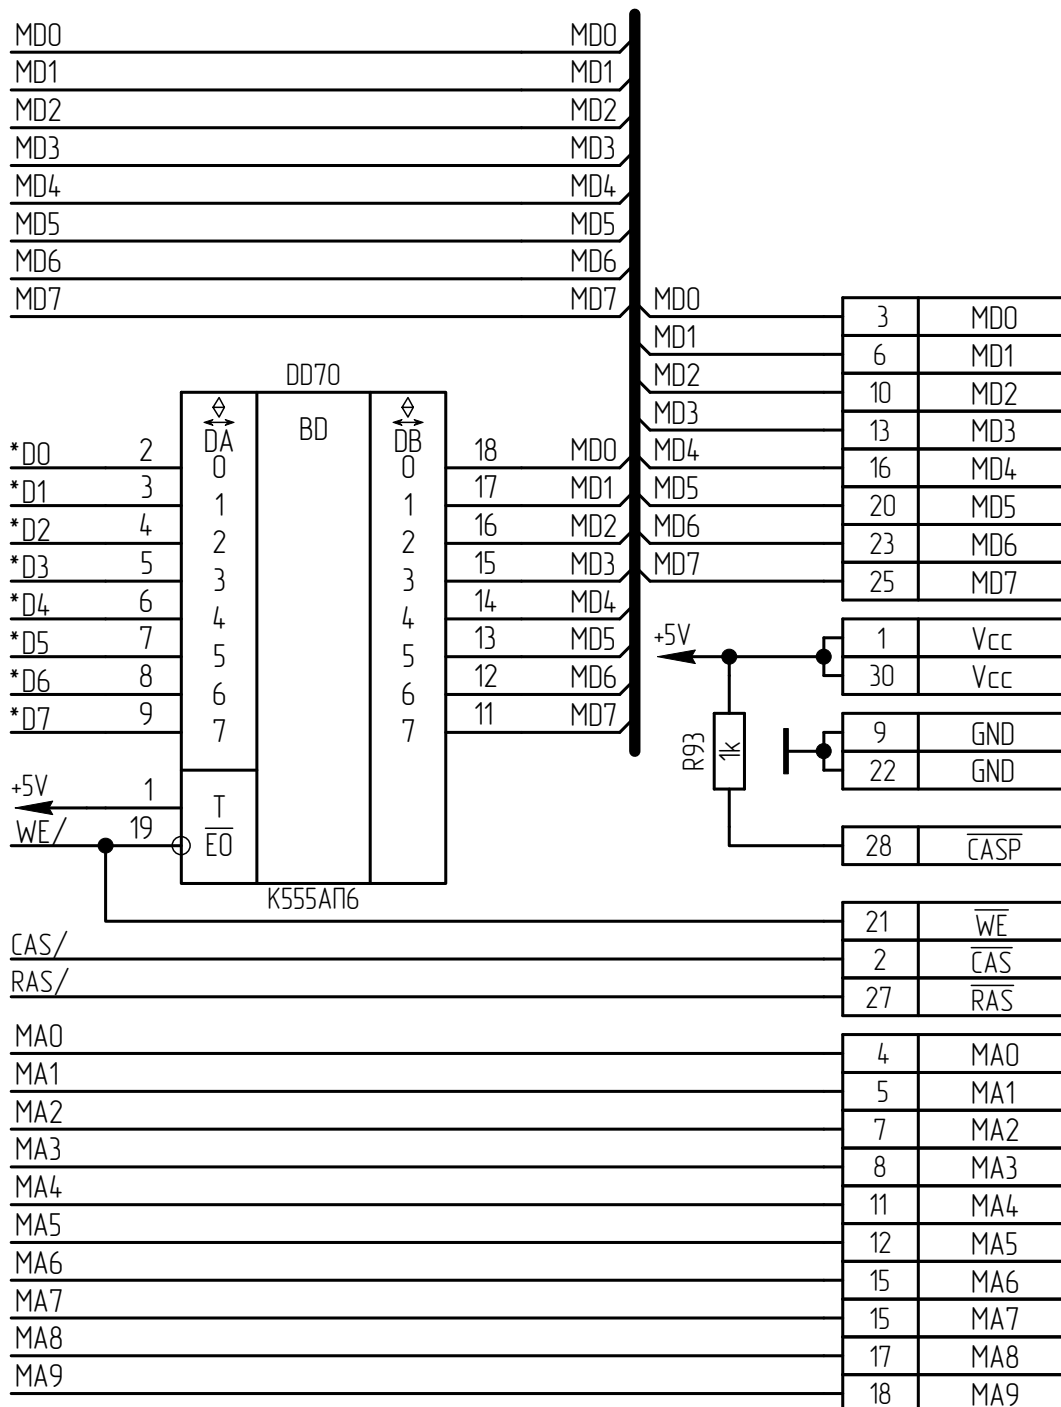 MD0 MD0
MD1 MD1
MD2 MD2
MD3 MD3
MD4 MD4
MD5 MD5
MD6 MD6
MD7 MD7
MD0 3 MD0
MD1 6 MD1
MD2 10 MD2
MD3 13 MD3
MD4 16 MD4
MD5 20 MD5
MD6 23 MD6
MD7 25 MD7
DD70
DA BD DB
*D0 2 0 0 18 MD0
*D1 3 1 1 17 MD1
*D2 4 2 2 16 MD2
*D3 5 3 3 15 MD3
*D4 6 4 4 14 MD4
*D5 7 5 5 13 MD5
*D6 8 6 6 12 MD6
*D7 9 7 7 11 MD7
+5V 1 T
WE/ 19 E̅O̅
К555АП6
+5V 1 Vcc
30 Vcc
R93 1k
9 GND
22 GND
28 C̅A̅S̅P̅
21 W̅E̅
CAS/ 2 C̅A̅S̅
RAS/ 27 R̅A̅S̅
MA0 4 MA0
MA1 5 MA1
MA2 7 MA2
MA3 8 MA3
MA4 11 MA4
MA5 12 MA5
MA6 15 MA6
MA7 15 MA7
MA8 17 MA8
MA9 18 MA9